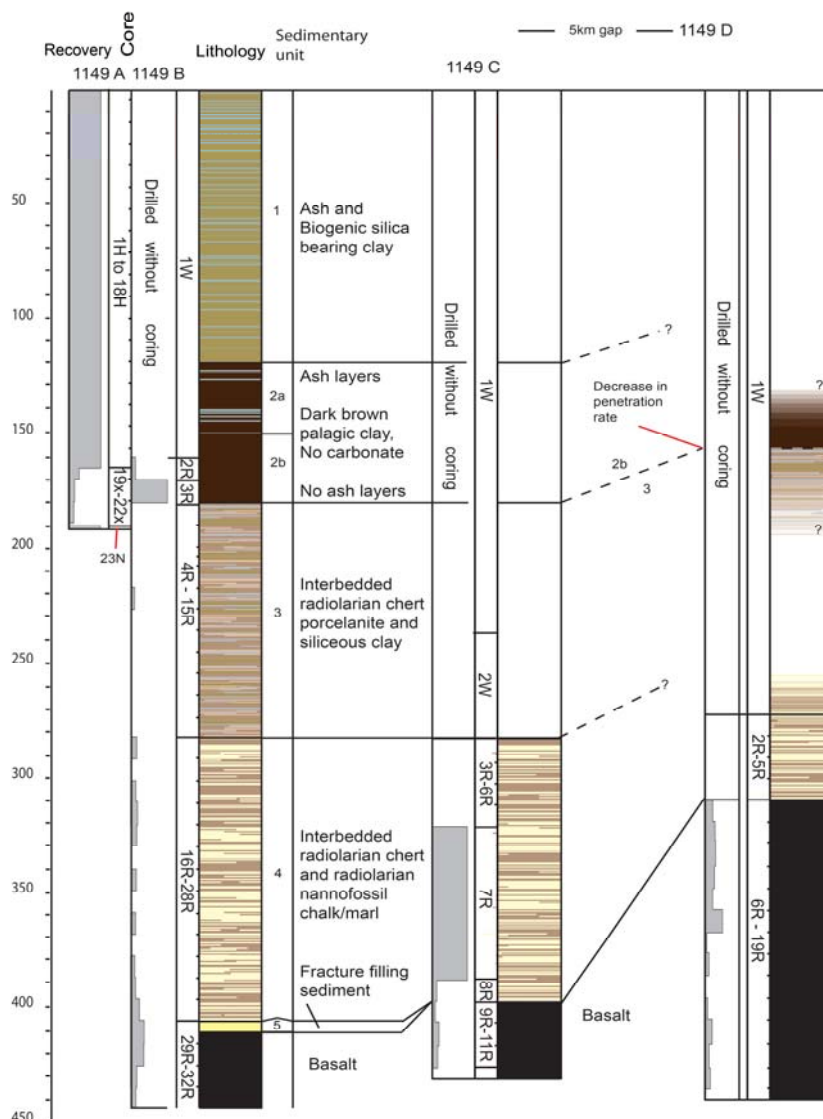 5km gap
1149 D
Core
Recovery
Lithology
Sedimentary
unit
1149 A
1149 B
1149 C
50
100
150
200
250
300
350
400
450
1H to 18H
19x-22x
23N
Drilled without coring
1W
2R
3R
4R - 15R
16R-28R
29R-32R
1
2a
2b
3
4
5
Ash and
Biogenic silica
bearing clay
Ash layers
Dark brown
palagic clay,
No carbonate
No ash layers
Interbedded
radiolarian chert
porcelanite and
siliceous clay
Interbedded
radiolarian chert
and radiolarian
nannofossil
chalk/marl
Fracture filling
sediment
Basalt
Drilled without coring
1W
2W
3R-6R
7R
8R
9R-11R
?
Decrease in
penetration
rate
2b
3
?
Basalt
Drilled without coring
1W
2R-5R
6R - 19R
?
?